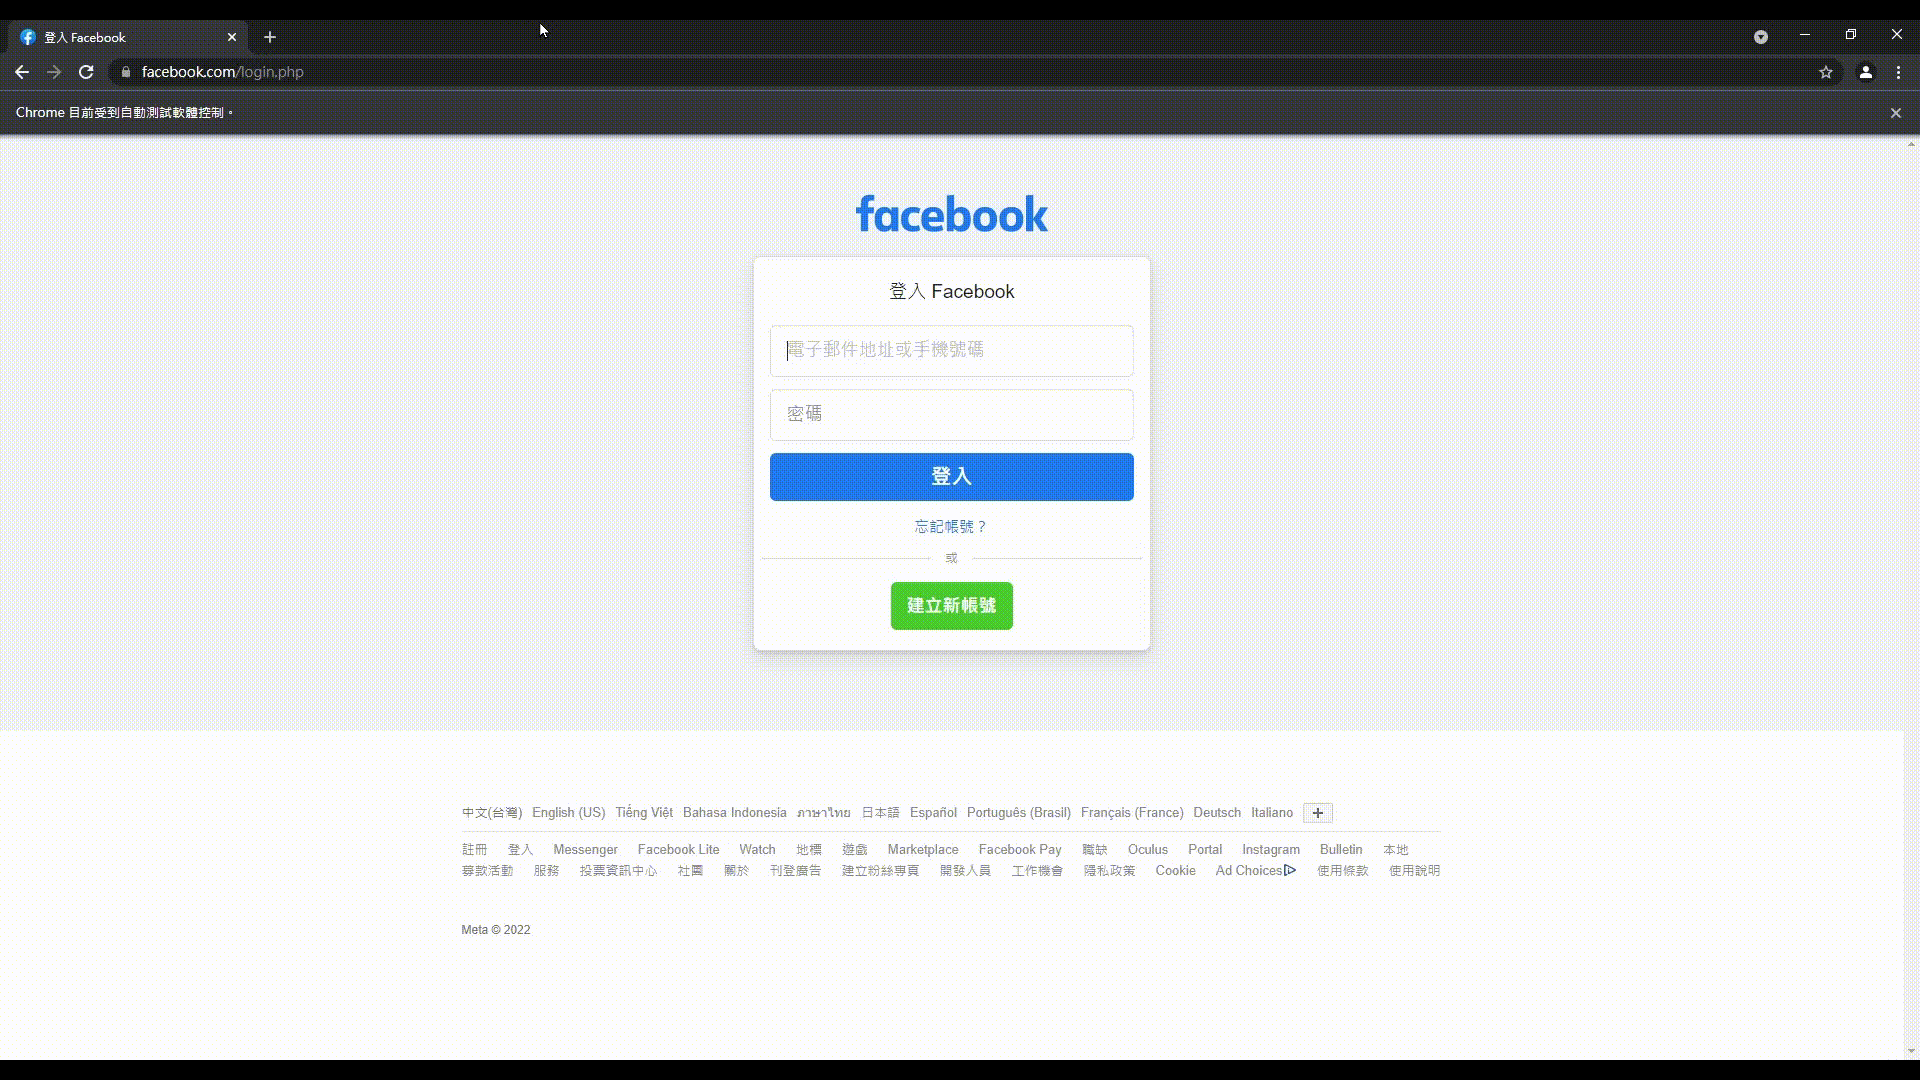 登入 Facebook
facebook.com/login.php
Chrome 目前受到自動測試軟體控制。
facebook
登入 Facebook
電子郵件地址或手機號碼
密碼
登入
忘記帳號？
或
建立新帳號
中文(台灣) English (US) Tiếng Việt Bahasa Indonesia ภาษาไทย 日本語 Español Português (Brasil) Français (France) Deutsch Italiano
註冊 登入 Messenger Facebook Lite Watch 地標 遊戲 Marketplace Facebook Pay 職缺 Oculus Portal Instagram Bulletin 本地
募款活動 服務 投票資訊中心 社團 關於 刊登廣告 建立粉絲專頁 開發人員 工作機會 隱私政策 Cookie Ad Choices 使用條款 使用說明
Meta © 2022